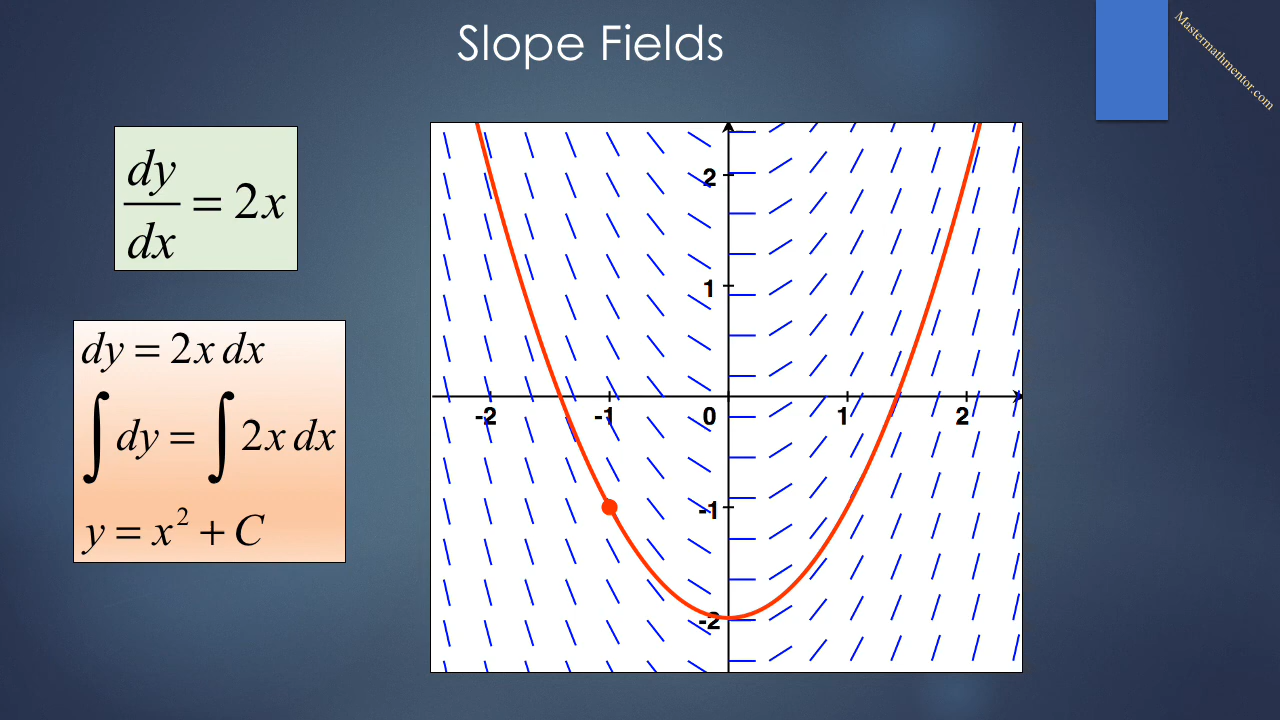 Slope Fields
Mastermathmentor.com
dy/dx = 2x
dy = 2x dx
∫dy = ∫2x dx
y = x² + C
2
1
-2 -1 0 1 2
-1
-2